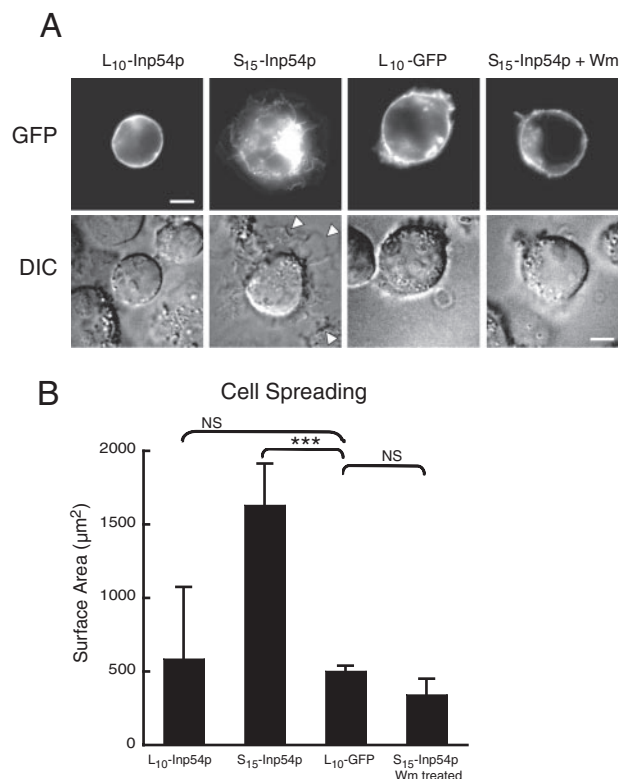 A
L10-Inp54p S15-Inp54p L10-GFP S15-Inp54p + Wm
GFP
DIC
B
Cell Spreading
NS
***
NS
2000
1500
1000
500
0
Surface Area (µm²)
L10-Inp54p S15-Inp54p L10-GFP S15-Inp54p
Wm treated